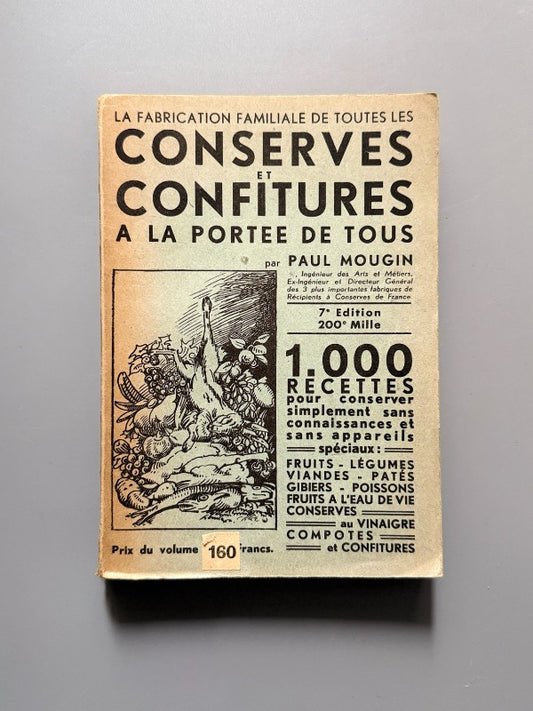 LA FABRICATION FAMILIALE DE TOUTES LES
CONSERVES
ET
CONFITURES
A LA PORTEE DE TOUS
par PAUL MOUGIN
Ingénieur des Arts et Métiers,
Ex-Ingénieur et Directeur Général
des 3 plus importantes fabriques de
Récipients à Conserves de France
7e Edition
200e Mille
1.000
RECETTES
pour conserver
simplement sans
connaissances et
sans appareils
spéciaux :
FRUITS - LÉGUMES
VIANDES - PATÉS
GIBIERS - POISSONS
FRUITS A L'EAU DE VIE
CONSERVES
au VINAIGRE
COMPOTES
et CONFITURES
Prix du volume 160 francs.